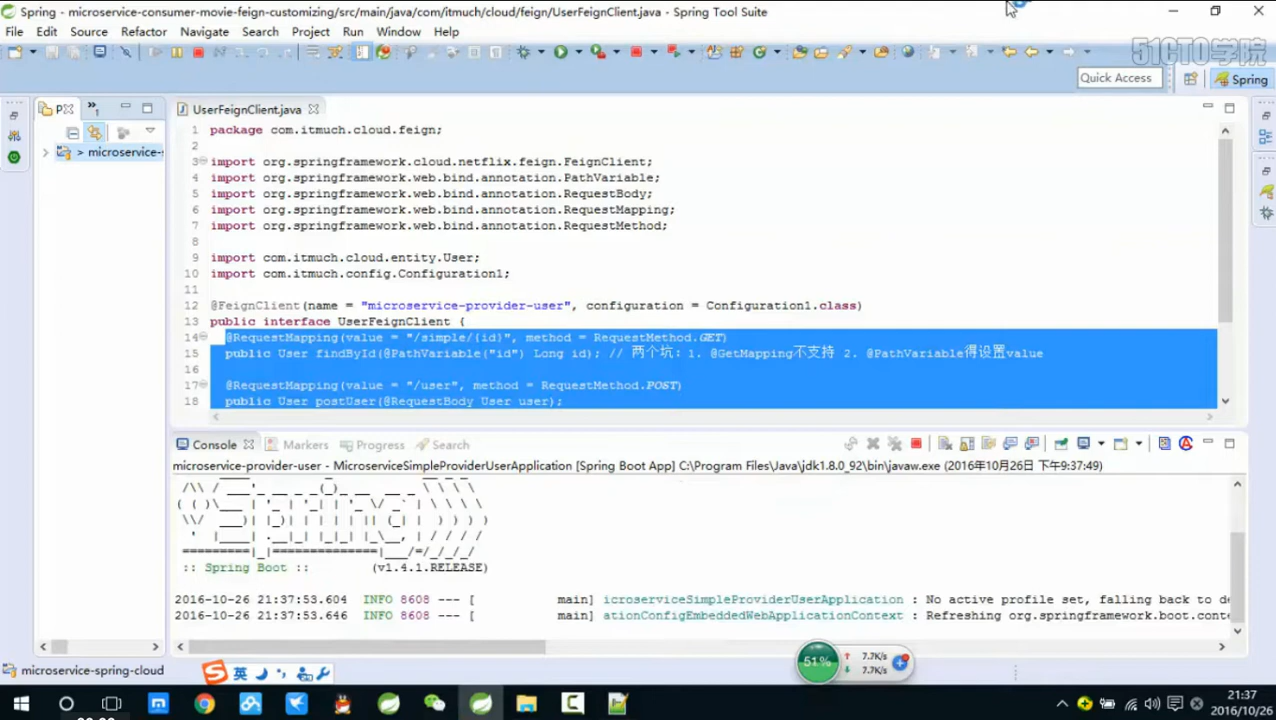 Spring - microservice-consumer-movie-feign-customizing/src/main/java/com/itmuch/cloud/feign/UserFeignClient.java - Spring Tool Suite
File Edit Source Refactor Navigate Search Project Run Window Help
51CTO学院
Quick Access
Spring
P
UserFeignClient.java
> microservice-
1 package com.itmuch.cloud.feign;
2
3 import org.springframework.cloud.netflix.feign.FeignClient;
4 import org.springframework.web.bind.annotation.PathVariable;
5 import org.springframework.web.bind.annotation.RequestBody;
6 import org.springframework.web.bind.annotation.RequestMapping;
7 import org.springframework.web.bind.annotation.RequestMethod;
8
9 import com.itmuch.cloud.entity.User;
10 import com.itmuch.config.Configuration1;
11
12 @FeignClient(name = "microservice-provider-user", configuration = Configuration1.class)
13 public interface UserFeignClient {
14 @RequestMapping(value = "/simple/{id}", method = RequestMethod.GET)
15 public User findById(@PathVariable("id") Long id); // 两个坑：1. @GetMapping不支持 2. @PathVariable得设置value
16
17 @RequestMapping(value = "/user", method = RequestMethod.POST)
18 public User postUser(@RequestBody User user);
Console Markers Progress Search
microservice-provider-user - MicroserviceSimpleProviderUserApplication [Spring Boot App] C:\Program Files\Java\jdk1.8.0_92\bin\javaw.exe (2016年10月26日 下午9:37:49)
:: Spring Boot :: (v1.4.1.RELEASE)
2016-10-26 21:37:53.604 INFO 8608 --- [ main] icroserviceSimpleProviderUserApplication : No active profile set, falling back to de
2016-10-26 21:37:53.646 INFO 8608 --- [ main] ationConfigEmbeddedWebApplicationContext : Refreshing org.springframework.boot.conte
microservice-spring-cloud
英
51%
7.7K/s
7.7K/s
21:37
2016/10/26